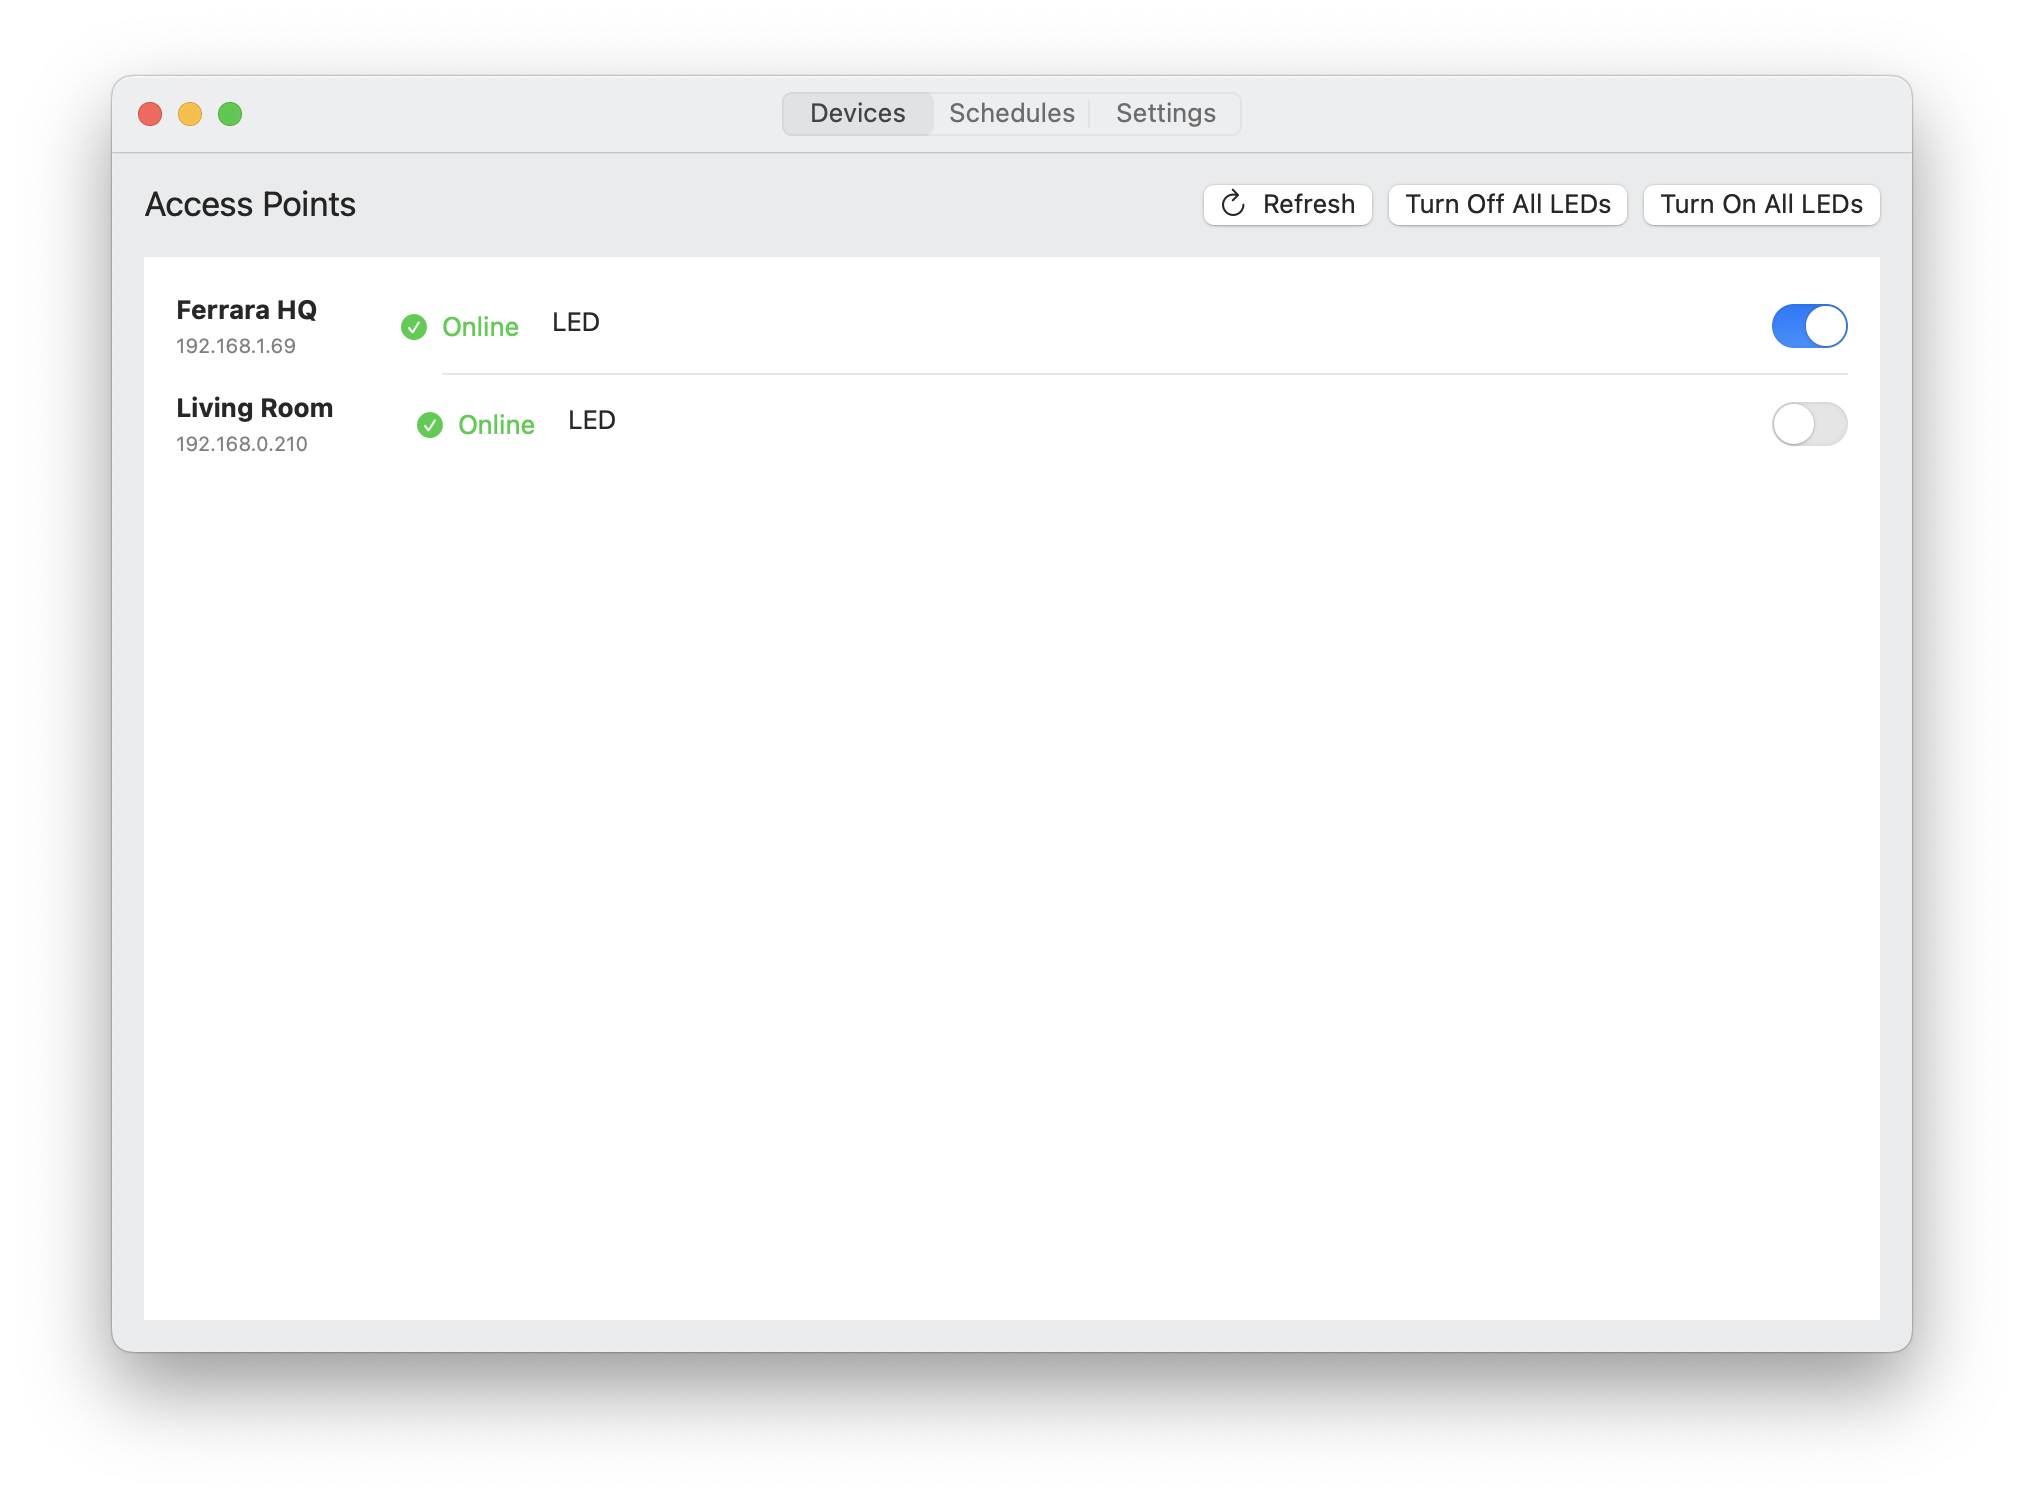 Devices Schedules Settings
Access Points
Refresh Turn Off All LEDs Turn On All LEDs
Ferrara HQ
192.168.1.69
Online LED
Living Room
192.168.0.210
Online LED